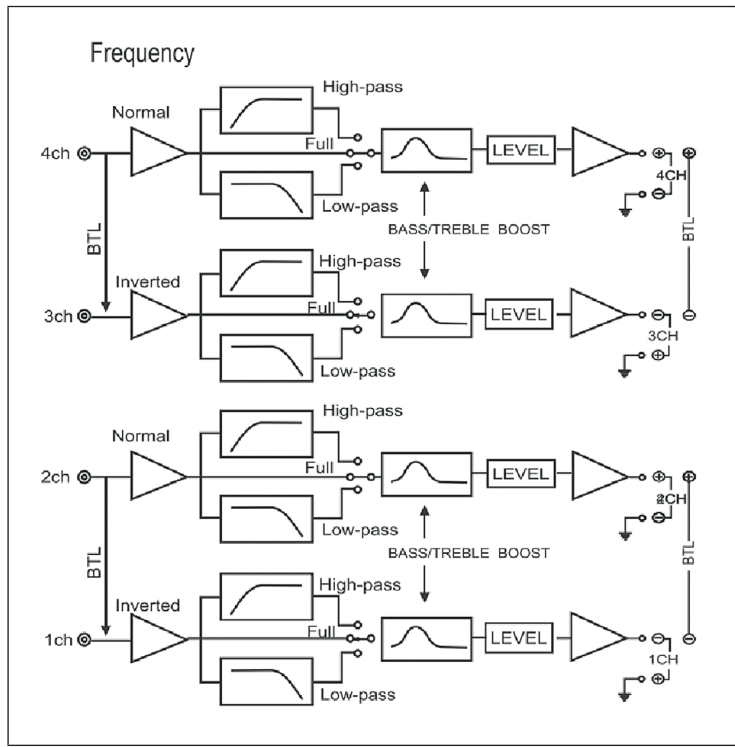 Frequency
High-pass
Normal
4ch
Full
LEVEL
4CH
Low-pass
BTL
BASS/TREBLE BOOST
BTL
High-pass
Inverted
3ch
Full
LEVEL
3CH
Low-pass
High-pass
Normal
2ch
Full
LEVEL
2CH
Low-pass
BTL
BASS/TREBLE BOOST
BTL
High-pass
Inverted
1ch
Full
LEVEL
1CH
Low-pass